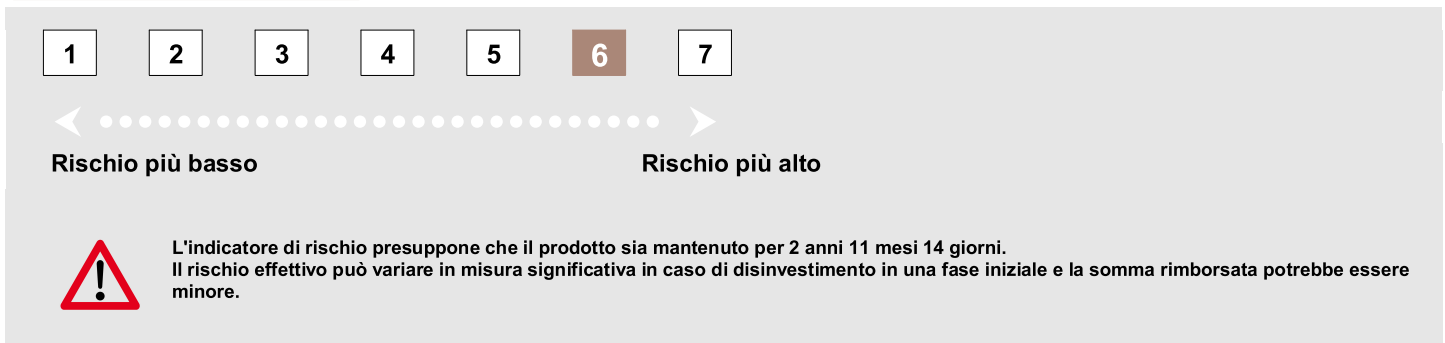 1 2 3 4 5 6 7
Rischio più basso Rischio più alto
L'indicatore di rischio presuppone che il prodotto sia mantenuto per 2 anni 11 mesi 14 giorni.
Il rischio effettivo può variare in misura significativa in caso di disinvestimento in una fase iniziale e la somma rimborsata potrebbe essere
minore.